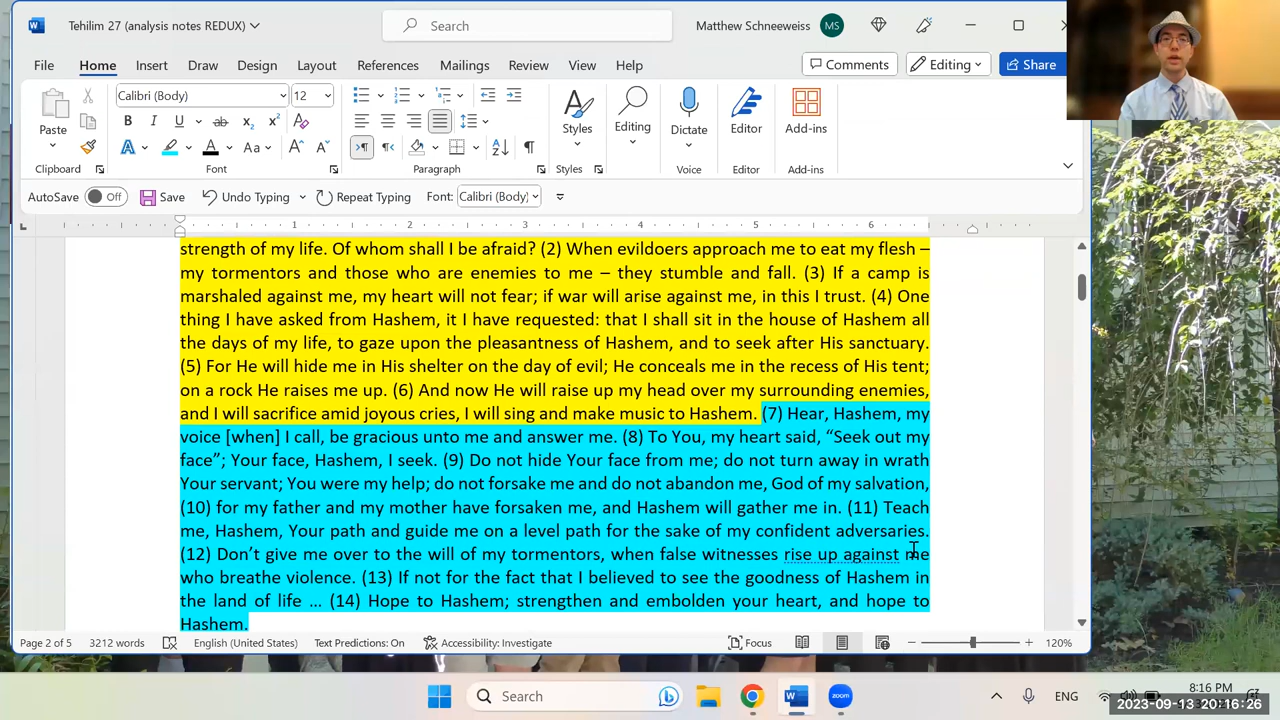 Tehilim 27 (analysis notes REDUX)
Search
Matthew Schneeweiss
MS
File Home Insert Draw Design Layout References Mailings Review View Help
Comments
Editing
Share
Calibri (Body)
12
Paste
Styles
Editing
Dictate
Editor
Add-ins
Clipboard
Font
Paragraph
Styles
Voice
Editor
Add-ins
AutoSave Off Save Undo Typing Repeat Typing Font: Calibri (Body)
1 2 3 4 5 6
strength of my life. Of whom shall I be afraid? (2) When evildoers approach me to eat my flesh –
my tormentors and those who are enemies to me – they stumble and fall. (3) If a camp is
marshaled against me, my heart will not fear; if war will arise against me, in this I trust. (4) One
thing I have asked from Hashem, it I have requested: that I shall sit in the house of Hashem all
the days of my life, to gaze upon the pleasantness of Hashem, and to seek after His sanctuary.
(5) For He will hide me in His shelter on the day of evil; He conceals me in the recess of His tent;
on a rock He raises me up. (6) And now He will raise up my head over my surrounding enemies,
and I will sacrifice amid joyous cries, I will sing and make music to Hashem. (7) Hear, Hashem, my
voice [when] I call, be gracious unto me and answer me. (8) To You, my heart said, “Seek out my
face”; Your face, Hashem, I seek. (9) Do not hide Your face from me; do not turn away in wrath
Your servant; You were my help; do not forsake me and do not abandon me, God of my salvation,
(10) for my father and my mother have forsaken me, and Hashem will gather me in. (11) Teach
me, Hashem, Your path and guide me on a level path for the sake of my confident adversaries.
(12) Don’t give me over to the will of my tormentors, when false witnesses rise up against me
who breathe violence. (13) If not for the fact that I believed to see the goodness of Hashem in
the land of life … (14) Hope to Hashem; strengthen and embolden your heart, and hope to
Hashem.
Page 2 of 5 3212 words English (United States) Text Predictions: On Accessibility: Investigate Focus 120%
Search
zoom
ENG
8:16 PM
2023-09-13 20:16:26